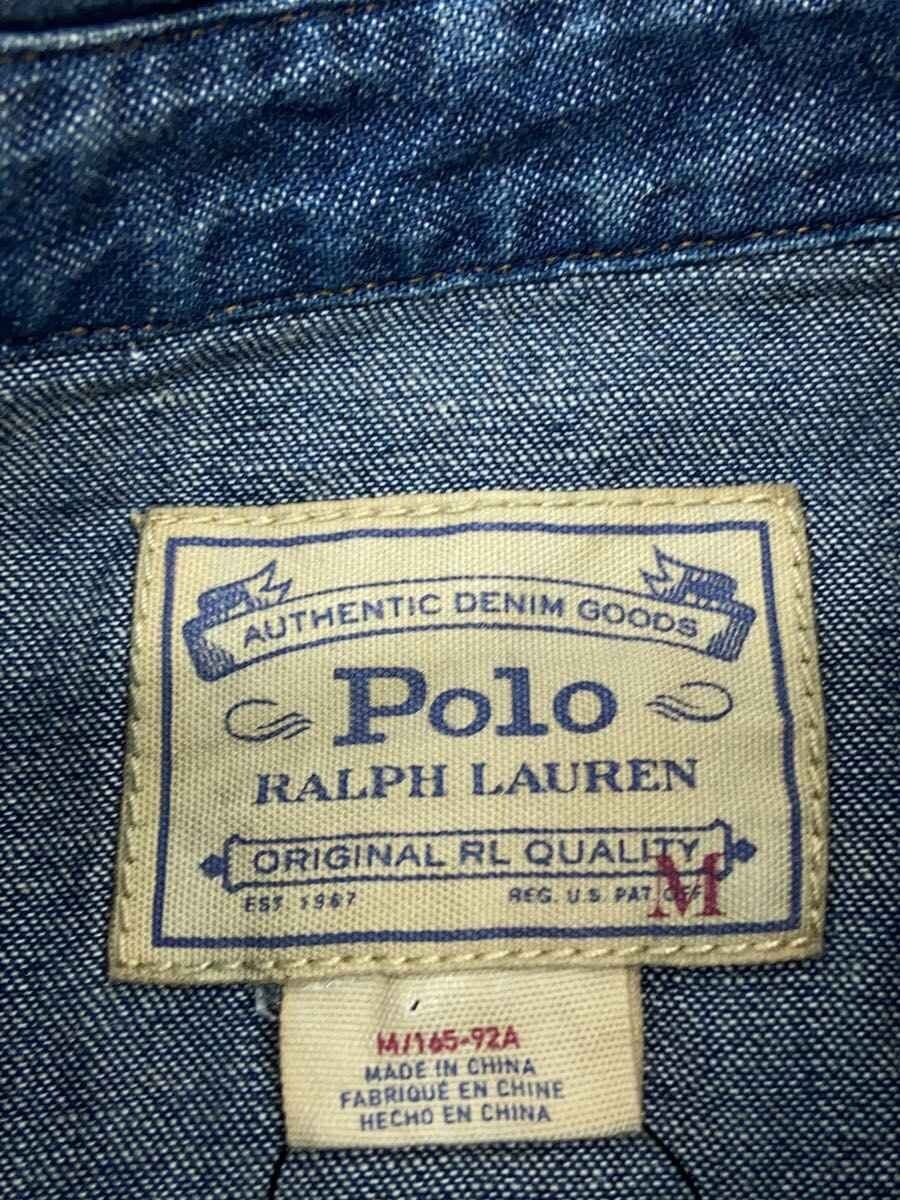 AUTHENTIC DENIM GOODS
Polo
RALPH LAUREN
ORIGINAL RL QUALITY
EST 1967 REG. U.S. PAT. OFF
M
M/165-92A
MADE IN CHINA
FABRIQUÉ EN CHINE
HECHO EN CHINA